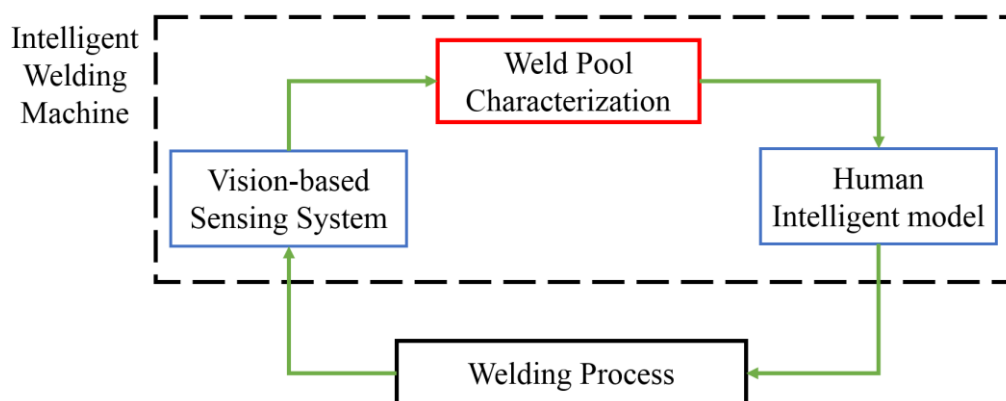 Intelligent
Welding
Machine
Weld Pool
Characterization
Vision-based
Sensing System
Human
Intelligent model
Welding Process